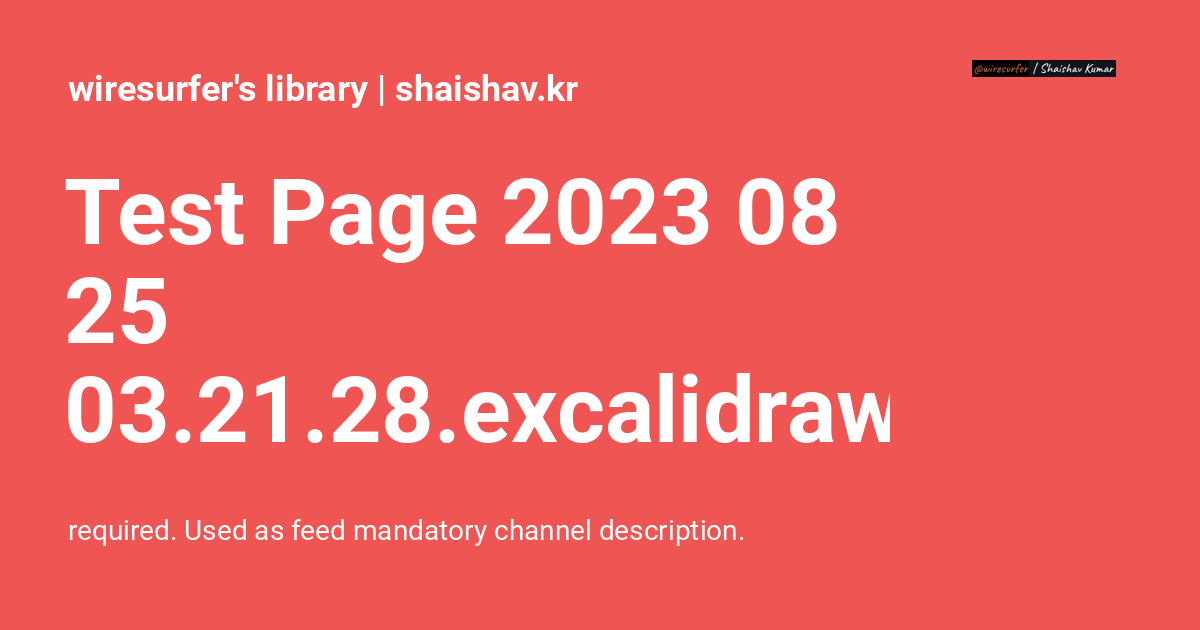 wiresurfer's library | shaishav.kr
@wiresurfer / Shaishav Kumar
Test Page 2023 08
25
03.21.28.excalidraw
required. Used as feed mandatory channel description.